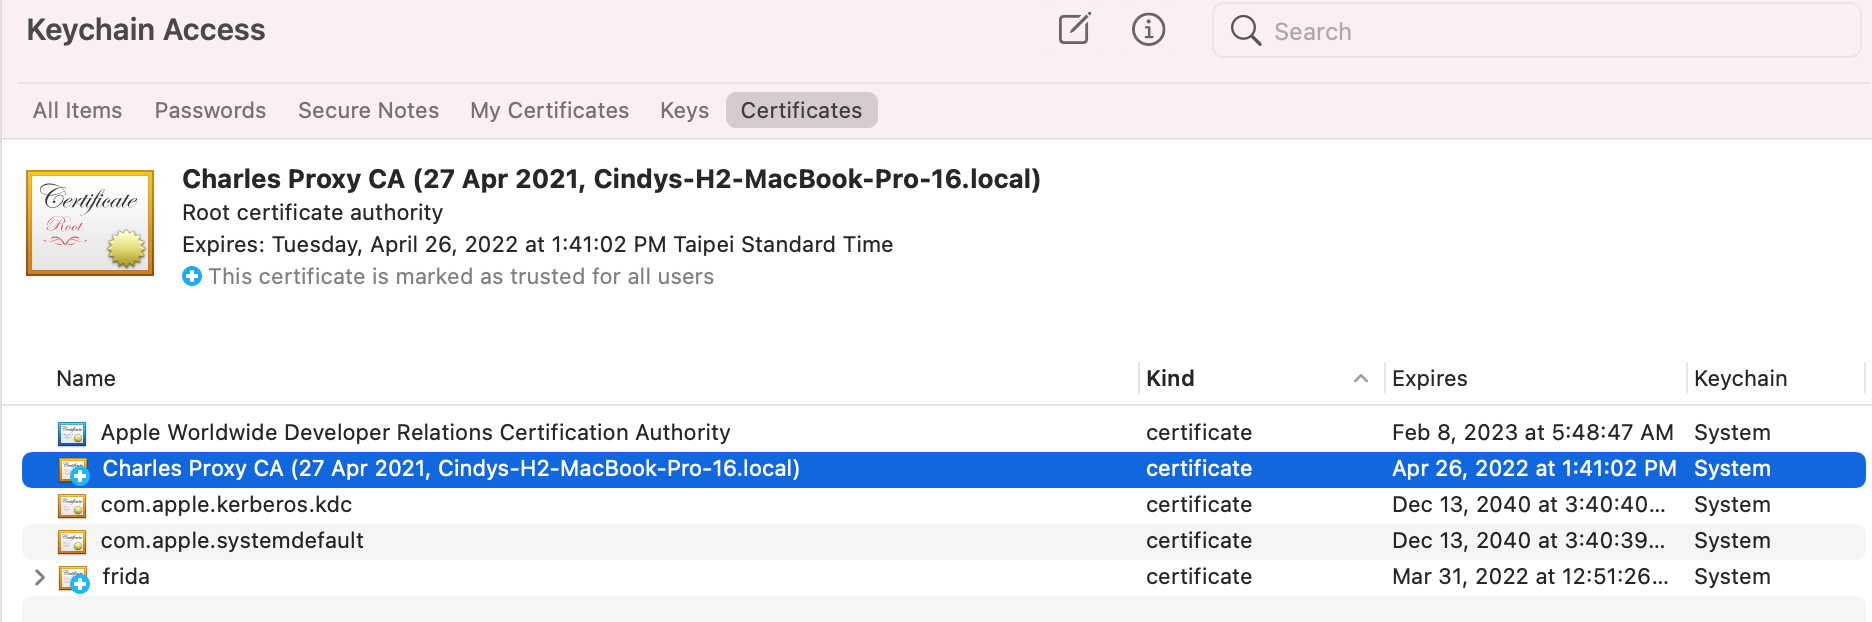 Keychain Access
Search
All Items Passwords Secure Notes My Certificates Keys Certificates
Certificate
Root
Charles Proxy CA (27 Apr 2021, Cindys-H2-MacBook-Pro-16.local)
Root certificate authority
Expires: Tuesday, April 26, 2022 at 1:41:02 PM Taipei Standard Time
This certificate is marked as trusted for all users
Name Kind Expires Keychain
Apple Worldwide Developer Relations Certification Authority certificate Feb 8, 2023 at 5:48:47 AM System
Charles Proxy CA (27 Apr 2021, Cindys-H2-MacBook-Pro-16.local) certificate Apr 26, 2022 at 1:41:02 PM System
com.apple.kerberos.kdc certificate Dec 13, 2040 at 3:40:40... System
com.apple.systemdefault certificate Dec 13, 2040 at 3:40:39... System
frida certificate Mar 31, 2022 at 12:51:26... System